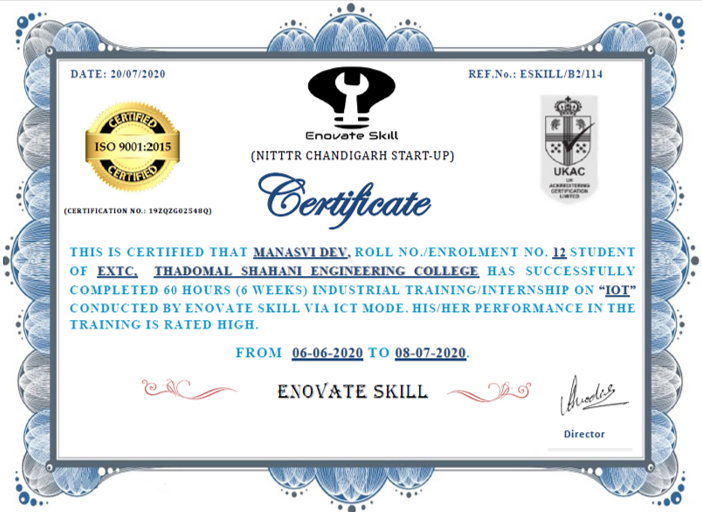 DATE: 20/07/2020
REF.No.: ESKILL/B2/114
Enovate Skill
(NITTTR CHANDIGARH START-UP)
CERTIFIED
ISO 9001:2015
CERTIFIED
UKAC
UK
ACKREDITERING
CERTIFICATION
LIMITED
(CERTIFICATION NO.: 19ZQZG02548Q)
Certificate
THIS IS CERTIFIED THAT MANASVI DEV, ROLL NO./ENROLMENT NO. 12 STUDENT
OF EXTC, THADOMAL SHAHANI ENGINEERING COLLEGE HAS SUCCESSFULLY
COMPLETED 60 HOURS (6 WEEKS) INDUSTRIAL TRAINING/INTERNSHIP ON “IOT”
CONDUCTED BY ENOVATE SKILL VIA ICT MODE. HIS/HER PERFORMANCE IN THE
TRAINING IS RATED HIGH.
FROM 06-06-2020 TO 08-07-2020.
ENOVATE SKILL
Director